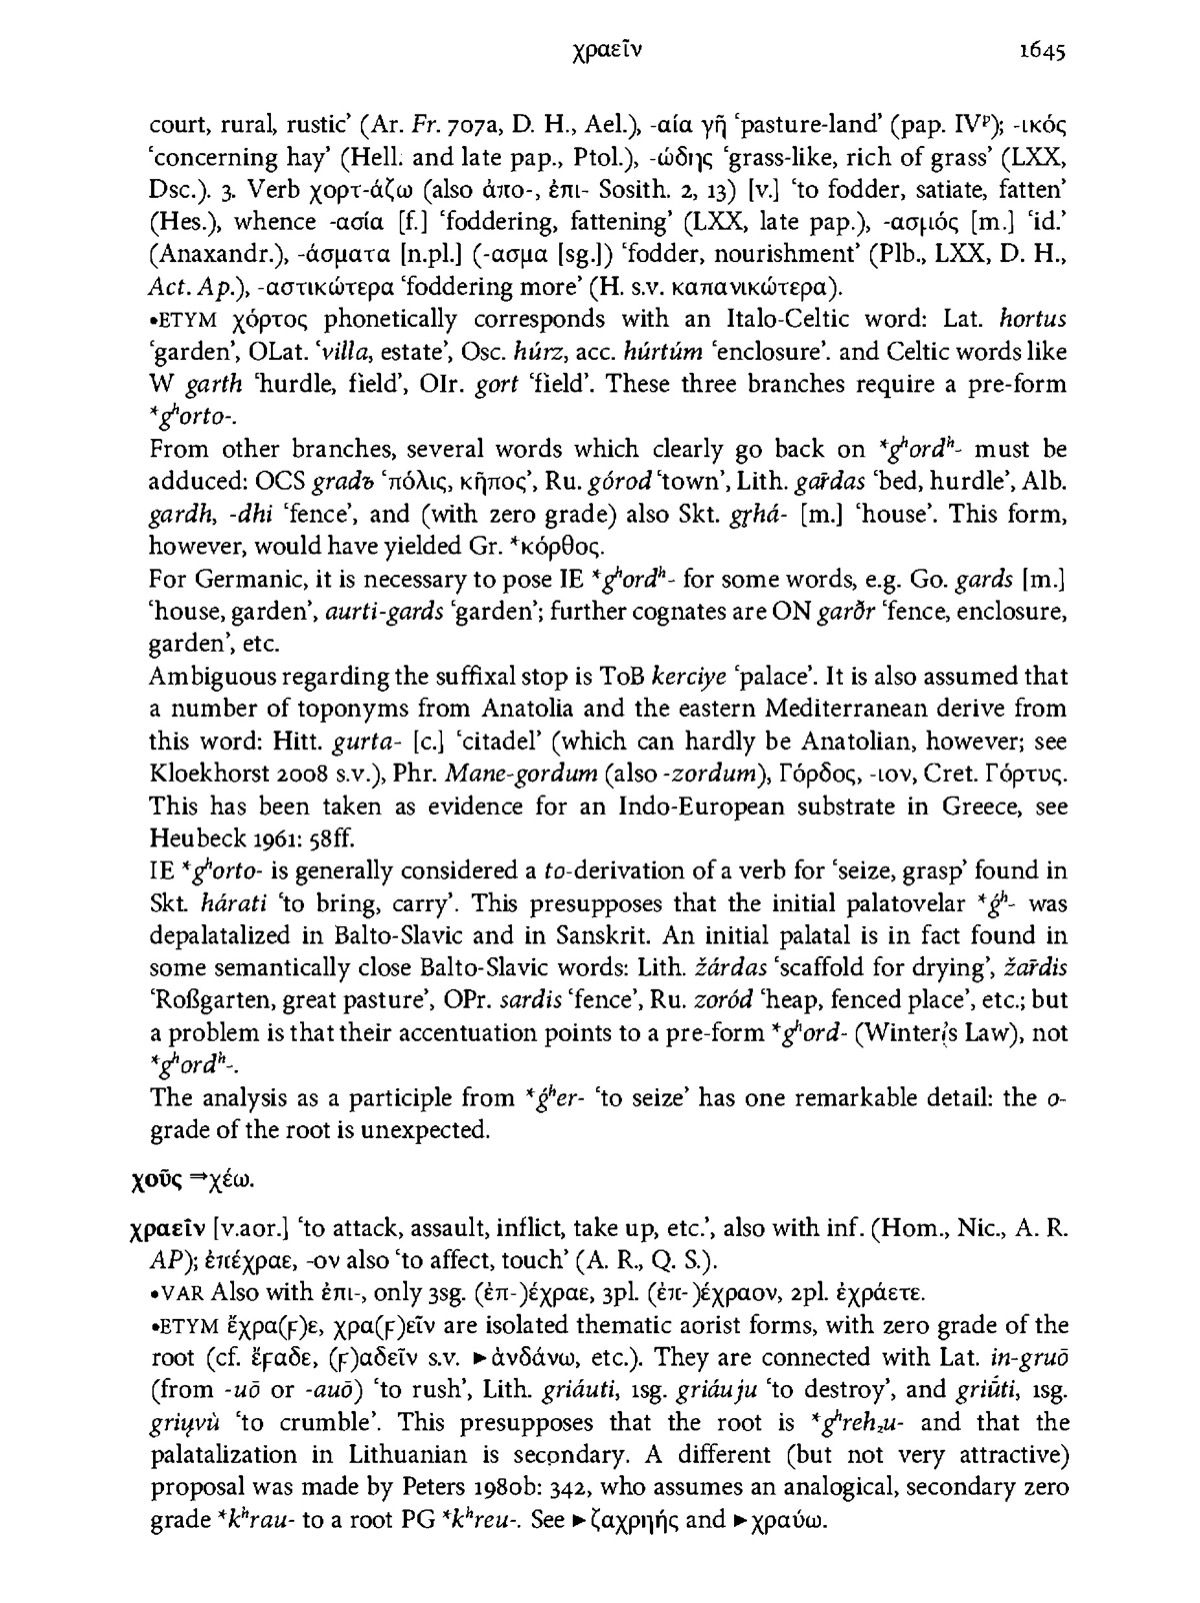 χραεῖν 1645
court, rural, rustic’ (Ar. Fr. 707a, D. H., Ael.), -αία γῆ ‘pasture-land’ (pap. IVᵖ); -ικός
‘concerning hay’ (Hell. and late pap., Ptol.), -ώδης ‘grass-like, rich of grass’ (LXX,
Dsc.). 3. Verb χορτ-άζω (also ἀπο-, ἐπι- Sosith. 2, 13) [v.] ‘to fodder, satiate, fatten’
(Hes.), whence -ασία [f.] ‘foddering, fattening’ (LXX, late pap.), -ασμός [m.] ‘id.’
(Anaxandr.), -άσματα [n.pl.] (-ασμα [sg.]) ‘fodder, nourishment’ (Plb., LXX, D. H.,
Act. Ap.), -αστικώτερα ‘foddering more’ (H. s.v. καπανικώτερα).
•ETYM χόρτος phonetically corresponds with an Italo-Celtic word: Lat. hortus
‘garden’, OLat. ‘villa, estate’, Osc. húrz, acc. húrtúm ‘enclosure’. and Celtic words like
W garth ‘hurdle, field’, OIr. gort ‘field’. These three branches require a pre-form
*gʰorto-.
From other branches, several words which clearly go back on *gʰordʰ- must be
adduced: OCS gradъ ‘πόλις, κῆπος’, Ru. górod ‘town’, Lith. gar̃das ‘bed, hurdle’, Alb.
gardh, -dhi ‘fence’, and (with zero grade) also Skt. gṛhá- [m.] ‘house’. This form,
however, would have yielded Gr. *κόρθος.
For Germanic, it is necessary to pose IE *gʰordʰ- for some words, e.g. Go. gards [m.]
‘house, garden’, aurti-gards ‘garden’; further cognates are ON garðr ‘fence, enclosure,
garden’, etc.
Ambiguous regarding the suffixal stop is ToB kerciye ‘palace’. It is also assumed that
a number of toponyms from Anatolia and the eastern Mediterranean derive from
this word: Hitt. gurta- [c.] ‘citadel’ (which can hardly be Anatolian, however; see
Kloekhorst 2008 s.v.), Phr. Mane-gordum (also -zordum), Γόρδος, -ιον, Cret. Γόρτυς.
This has been taken as evidence for an Indo-European substrate in Greece, see
Heubeck 1961: 58ff.
IE *gʰorto- is generally considered a to-derivation of a verb for ‘seize, grasp’ found in
Skt. hárati ‘to bring, carry’. This presupposes that the initial palatovelar *ǵʰ- was
depalatalized in Balto-Slavic and in Sanskrit. An initial palatal is in fact found in
some semantically close Balto-Slavic words: Lith. žárdas ‘scaffold for drying’, žar̃dis
‘Roßgarten, great pasture’, OPr. sardis ‘fence’, Ru. zoród ‘heap, fenced place’, etc.; but
a problem is that their accentuation points to a pre-form *gʰord- (Winter's Law), not
*gʰordʰ-.
The analysis as a participle from *ǵʰer- ‘to seize’ has one remarkable detail: the o-
grade of the root is unexpected.
χοῦς ⇒χέω.
χραεῖν [v.aor.] ‘to attack, assault, inflict, take up, etc.’, also with inf. (Hom., Nic., A. R.
AP); ἐπέχραε, -ον also ‘to affect, touch’ (A. R., Q. S.).
•VAR Also with ἐπι-, only 3sg. (ἐπ-)έχραε, 3pl. (ἐπ-)έχραον, 2pl. ἐχράετε.
•ETYM ἔχρα(ϝ)ε, χρα(ϝ)εῖν are isolated thematic aorist forms, with zero grade of the
root (cf. ἔϝαδε, (ϝ)αδεῖν s.v. ►ἁνδάνω, etc.). They are connected with Lat. in-gruō
(from -uō or -auō) ‘to rush’, Lith. griáuti, 1sg. griáuju ‘to destroy’, and griū́ti, 1sg.
griųvù ‘to crumble’. This presupposes that the root is *gʰreh₂u- and that the
palatalization in Lithuanian is secondary. A different (but not very attractive)
proposal was made by Peters 1980b: 342, who assumes an analogical, secondary zero
grade *kʰrau- to a root PG *kʰreu-. See ►ζαχρηής and ►χραύω.